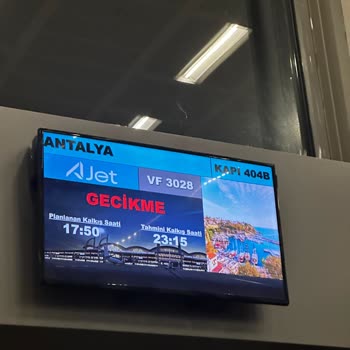 ANTALYA
AJet
VF 3028
KAPI 404B
GECİKME
Planlanan Kalkış Saati
17:50
Tahmini Kalkış Saati
23:15